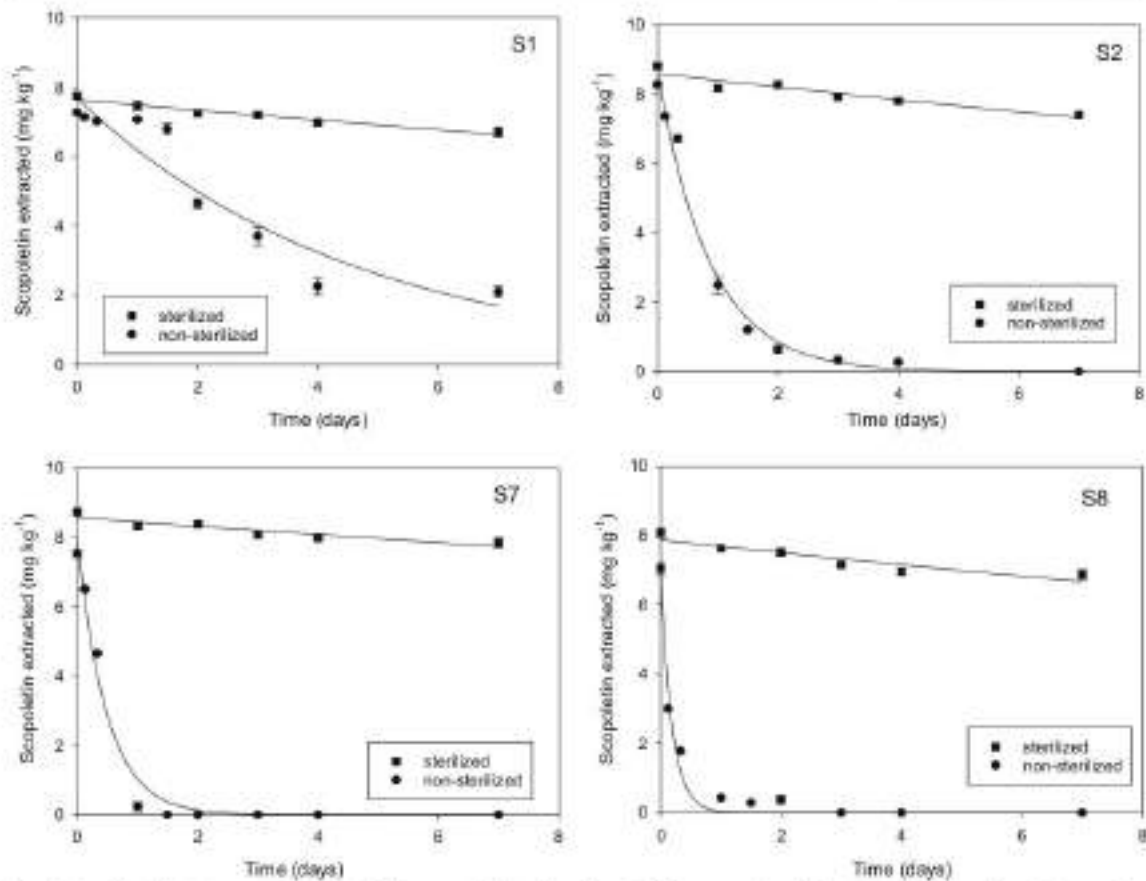 S1
Scopoletin extracted (mg kg⁻¹)
10
8
6
4
2
0
sterilized
non-sterilized
0 2 4 6 8
Time (days)
S2
Scopoletin extracted (mg kg⁻¹)
10
8
6
4
2
0
sterilized
non-sterilized
0 2 4 6 8
Time (days)
S7
Scopoletin extracted (mg kg⁻¹)
10
8
6
4
2
0
sterilized
non-sterilized
0 2 4 6 8
Time (days)
S8
Scopoletin extracted (mg kg⁻¹)
10
8
6
4
2
0
sterilized
non-sterilized
0 2 4 6 8
Time (days)